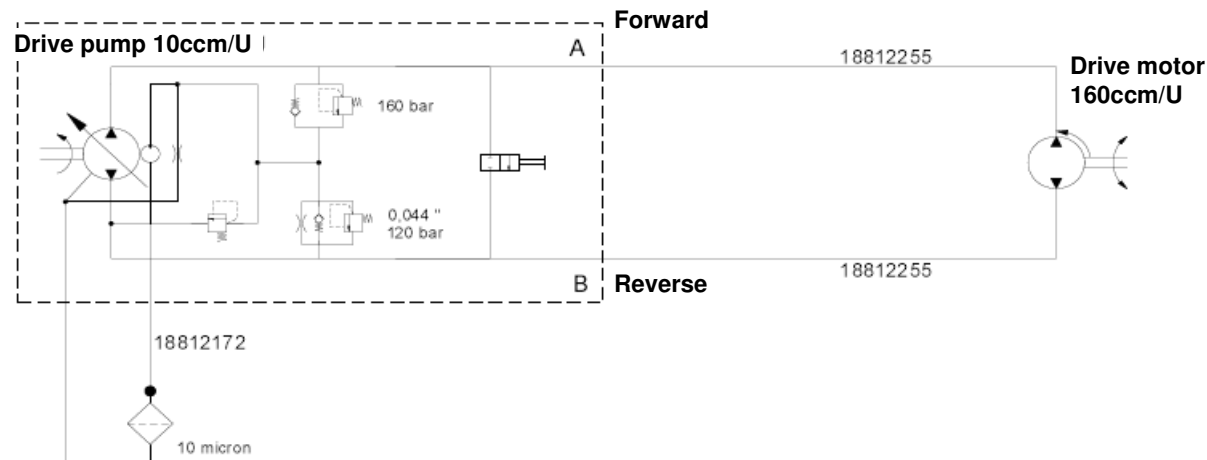 Forward
Drive pump 10ccm/U
A
18812255
Drive motor
160ccm/U
160 bar
0,044 "
120 bar
18812255
B
Reverse
18812172
10 micron